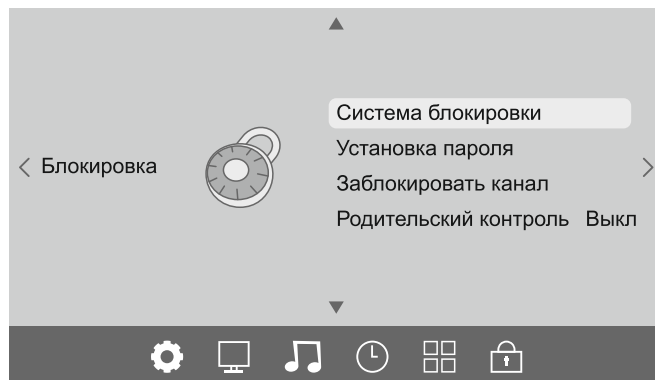 Блокировка
Система блокировки
Установка пароля
Заблокировать канал
Родительский контроль Выкл